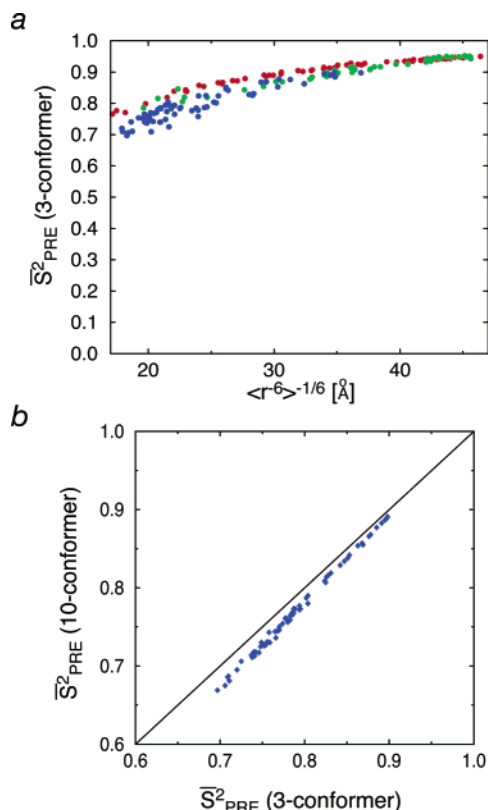 a
1.0
0.9
0.8
0.7
0.6
0.5
0.4
0.3
0.2
0.1
0.0
S̅²PRE (3-conformer)
20 30 40
<r⁻⁶>⁻¹/⁶ [Å]
b
1.0
0.9
0.8
0.7
0.6
S̅²PRE (10-conformer)
0.6 0.7 0.8 0.9 1.0
S̅²PRE (3-conformer)